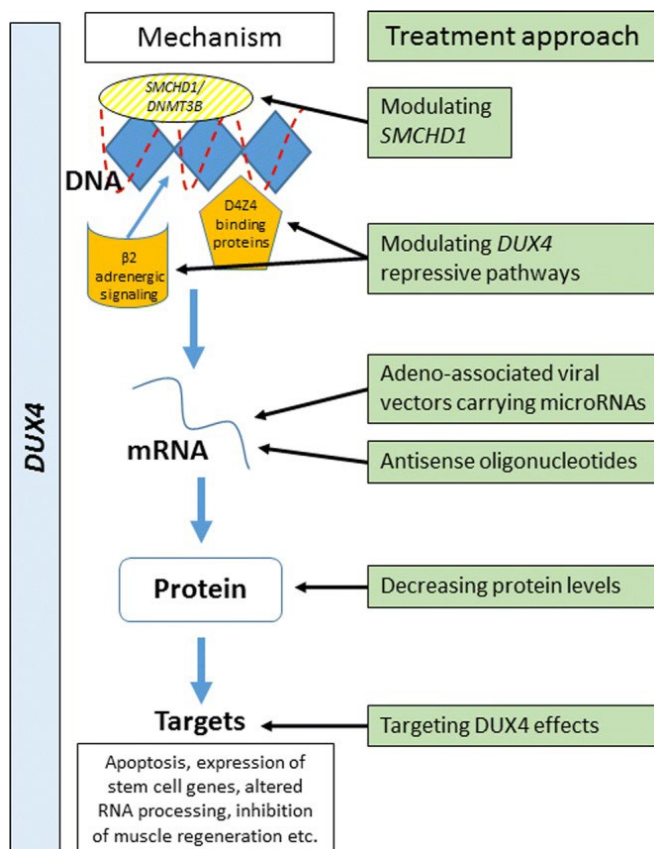 Mechanism
Treatment approach
SMCHD1/
DNMT3B
Modulating
SMCHD1
DNA
D4Z4
binding
proteins
β2
adrenergic
signaling
Modulating DUX4
repressive pathways
Adeno-associated viral
vectors carrying microRNAs
mRNA
Antisense oligonucleotides
DUX4
Protein
Decreasing protein levels
Targets
Targeting DUX4 effects
Apoptosis, expression of
stem cell genes, altered
RNA processing, inhibition
of muscle regeneration etc.